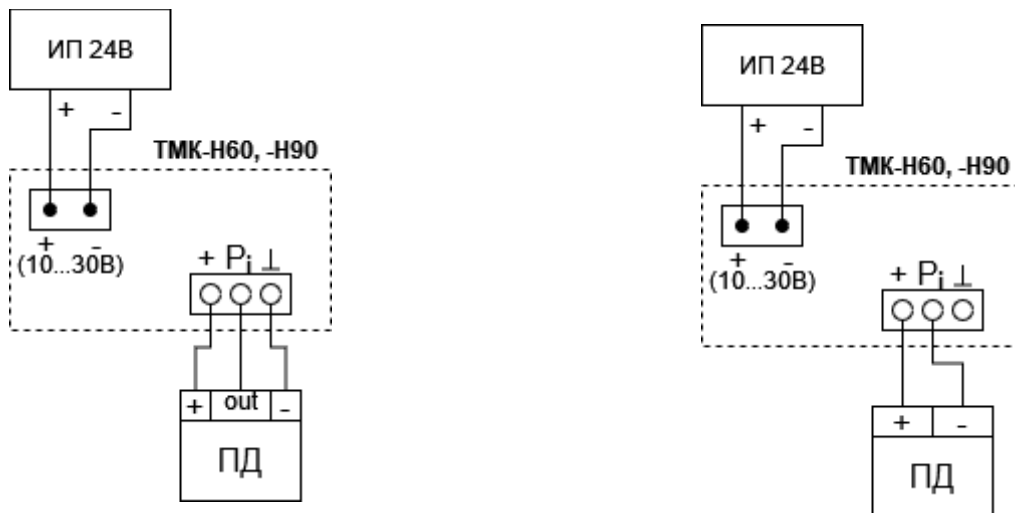 ИП 24В
+ -
ТМК-Н60, -Н90
+ -
(10...30В)
+ Pi ⊥
+ out -
ПД
ИП 24В
+ -
ТМК-Н60, -Н90
+ -
(10...30В)
+ Pi ⊥
+ -
ПД